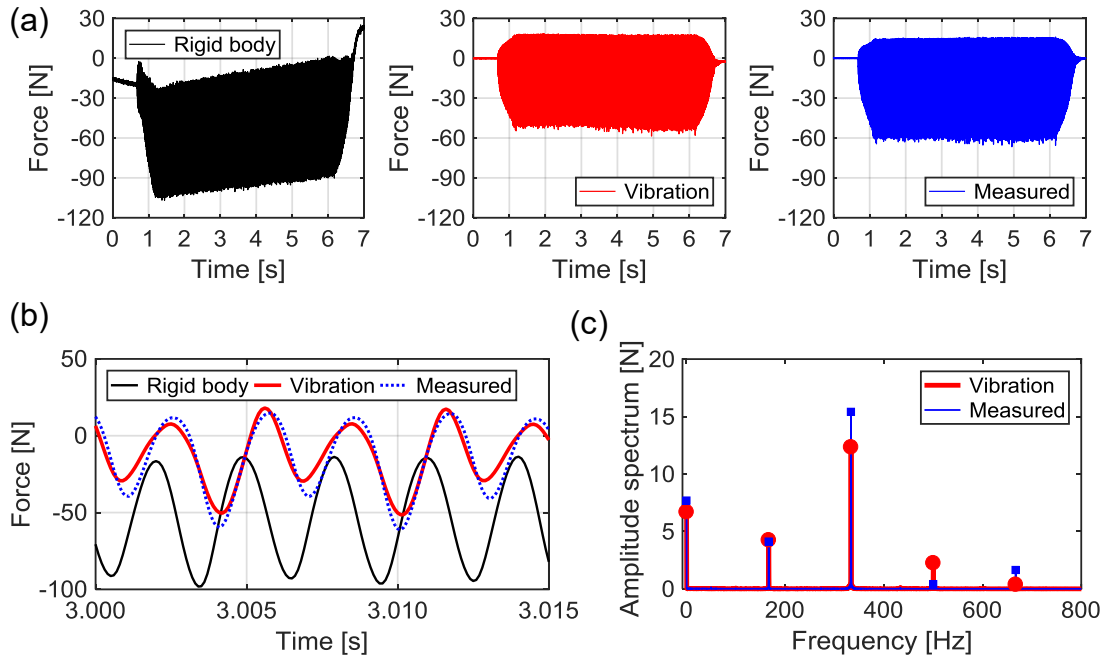 (a)
Force [N]
30
0
-30
-60
-90
-120
Rigid body
0 1 2 3 4 5 6 7
Time [s]
Force [N]
30
0
-30
-60
-90
-120
Vibration
0 1 2 3 4 5 6 7
Time [s]
Force [N]
30
0
-30
-60
-90
-120
Measured
0 1 2 3 4 5 6 7
Time [s]
(b)
Force [N]
50
0
-50
-100
Rigid body Vibration Measured
3.000 3.005 3.010 3.015
Time [s]
(c)
Amplitude spectrum [N]
20
15
10
5
0
Vibration
Measured
0 200 400 600 800
Frequency [Hz]